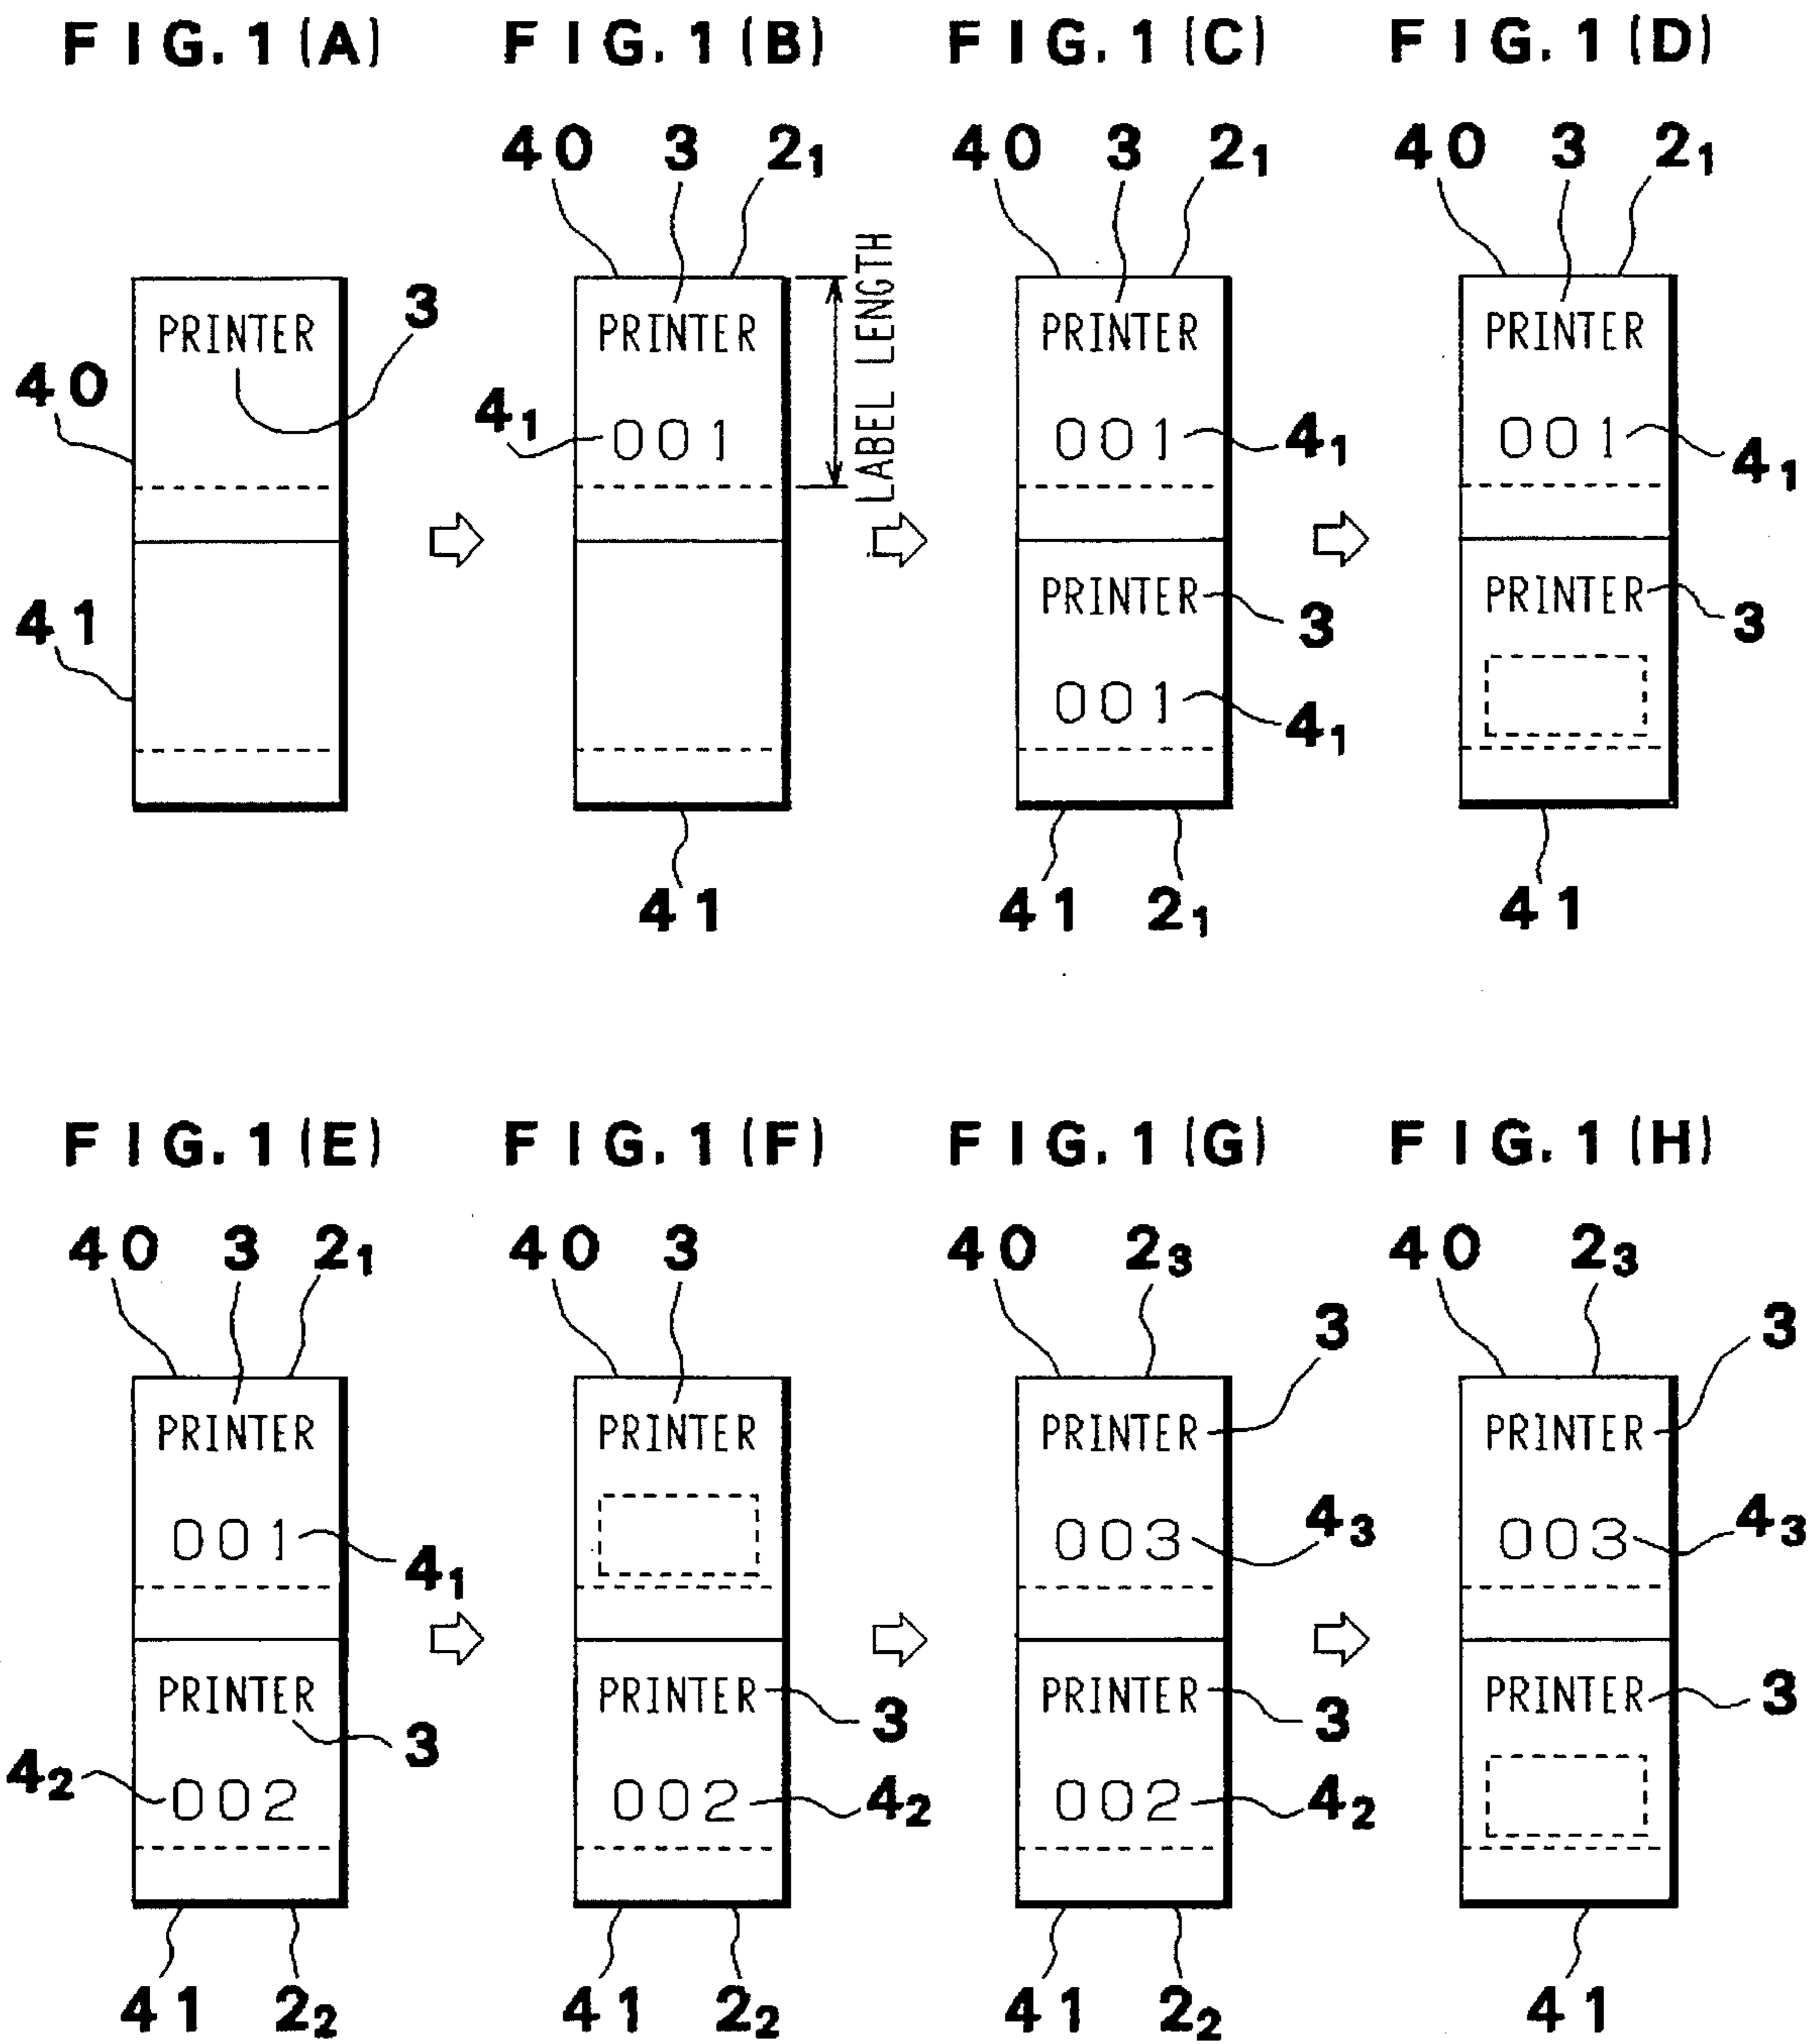 FIG. 1 (A) FIG. 1 (B) FIG. 1 (C) FIG. 1 (D)
40 3 2₁ 40 3 2₁ 40 3 2₁
PRINTER 3 PRINTER PRINTER PRINTER
LABEL LENGTH
40 4₁ 001 001 4₁ 001 4₁
41 PRINTER 3 PRINTER 3
001 4₁
41 41 2₁ 41
FIG. 1 (E) FIG. 1 (F) FIG. 1 (G) FIG. 1 (H)
40 3 2₁ 40 3 40 2₃ 40 2₃
3 3
PRINTER PRINTER PRINTER PRINTER
001 4₁ 003 4₃ 003 4₃
PRINTER 3 PRINTER 3 PRINTER 3 PRINTER 3
4₂ 002 002 4₂ 002 4₂
41 2₂ 41 2₂ 41 2₂ 41